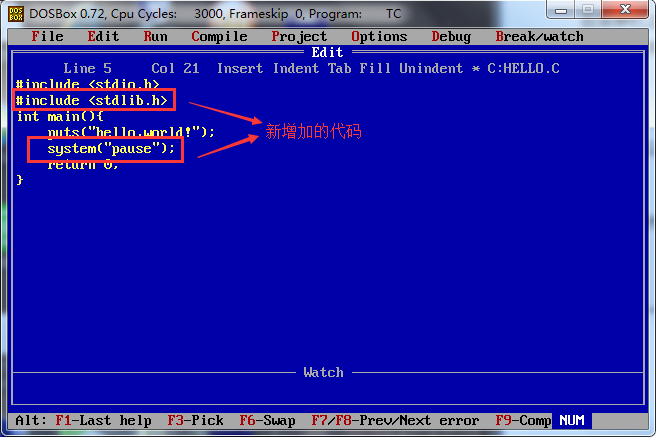 DOSBox 0.72, Cpu Cycles: 3000, Frameskip 0, Program: TC
File Edit Run Compile Project Options Debug Break/watch
Edit
Line 5 Col 21 Insert Indent Tab Fill Unindent * C:HELLO.C
#include <stdio.h>
#include <stdlib.h>
int main(){
puts("hello,world!");
system("pause");
return 0;
}
新增加的代码
Watch
Alt: F1-Last help F3-Pick F6-Swap F7/F8-Prev/Next error F9-Comp NUM